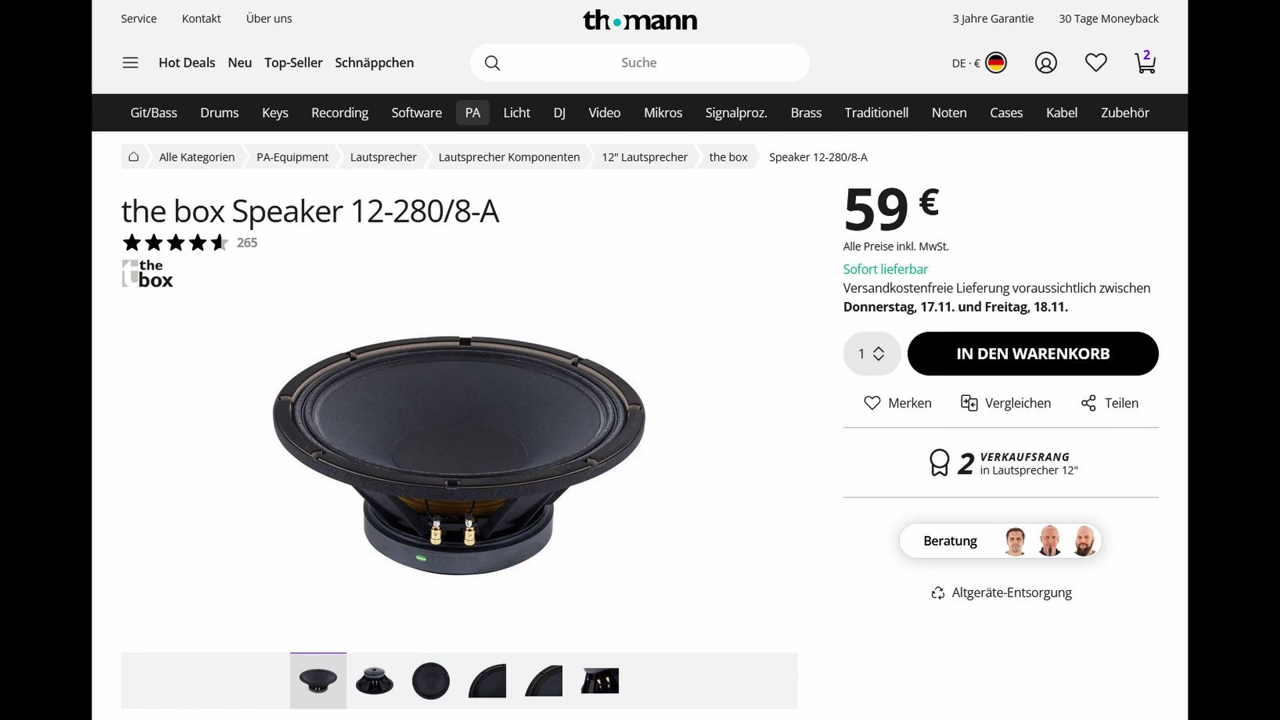 Service Kontakt Über uns
th•mann
3 Jahre Garantie 30 Tage Moneyback
Hot Deals Neu Top-Seller Schnäppchen
Suche
DE · €
2
Git/Bass Drums Keys Recording Software PA Licht DJ Video Mikros Signalproz. Brass Traditionell Noten Cases Kabel Zubehör
Alle Kategorien PA-Equipment Lautsprecher Lautsprecher Komponenten 12" Lautsprecher the box Speaker 12-280/8-A
the box Speaker 12-280/8-A
265
the
box
59 €
Alle Preise inkl. MwSt.
Sofort lieferbar
Versandkostenfreie Lieferung voraussichtlich zwischen
Donnerstag, 17.11. und Freitag, 18.11.
1
IN DEN WARENKORB
Merken Vergleichen Teilen
2 VERKAUFSRANG
in Lautsprecher 12"
Beratung
Altgeräte-Entsorgung